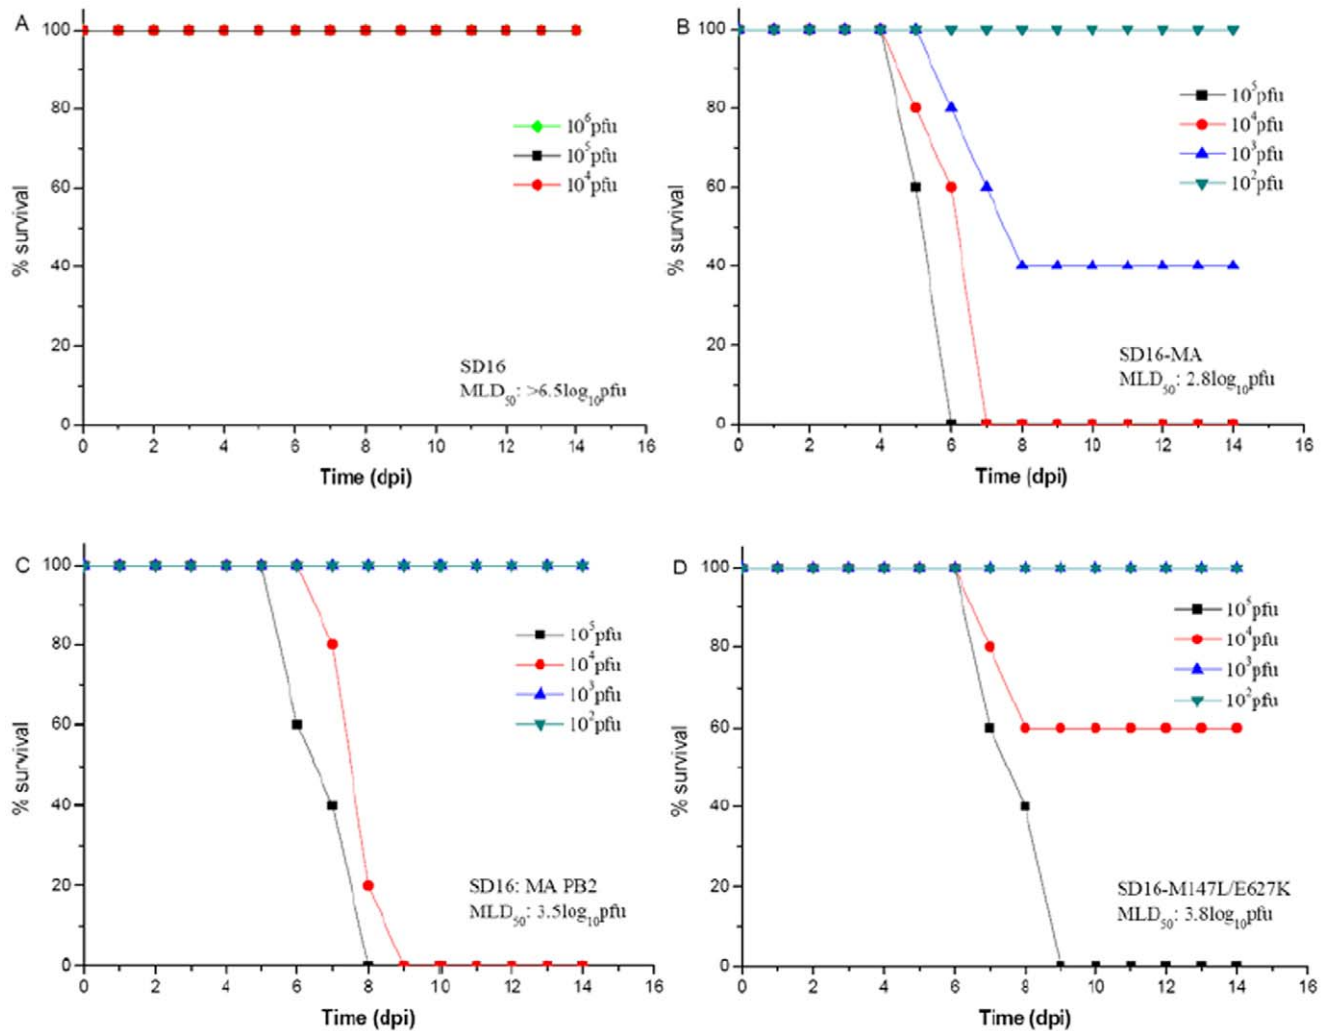 A
100
80
60
40
20
0
% survival
10⁶pfu
10⁵pfu
10⁴pfu
SD16
MLD₅₀: >6.5log₁₀pfu
0 2 4 6 8 10 12 14 16
Time (dpi)
B
100
80
60
40
20
0
% survival
10⁵pfu
10⁴pfu
10³pfu
10²pfu
SD16-MA
MLD₅₀: 2.8log₁₀pfu
0 2 4 6 8 10 12 14 16
Time (dpi)
C
100
80
60
40
20
0
% survival
10⁵pfu
10⁴pfu
10³pfu
10²pfu
SD16: MA PB2
MLD₅₀: 3.5log₁₀pfu
0 2 4 6 8 10 12 14 16
Time (dpi)
D
100
80
60
40
20
0
% survival
10⁵pfu
10⁴pfu
10³pfu
10²pfu
SD16-M147L/E627K
MLD₅₀: 3.8log₁₀pfu
0 2 4 6 8 10 12 14 16
Time (dpi)